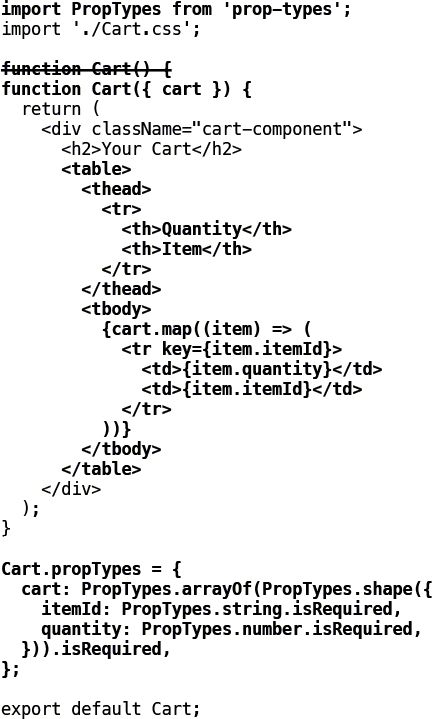 import PropTypes from 'prop-types';
import './Cart.css';

function Cart() {
function Cart({ cart }) {
  return (
    <div className="cart-component">
      <h2>Your Cart</h2>
      <table>
        <thead>
          <tr>
            <th>Quantity</th>
            <th>Item</th>
          </tr>
        </thead>
        <tbody>
          {cart.map((item) => (
            <tr key={item.itemId}>
              <td>{item.quantity}</td>
              <td>{item.itemId}</td>
            </tr>
          ))}
        </tbody>
      </table>
    </div>
  );
}

Cart.propTypes = {
  cart: PropTypes.arrayOf(PropTypes.shape({
    itemId: PropTypes.string.isRequired,
    quantity: PropTypes.number.isRequired,
  })).isRequired,
};

export default Cart;